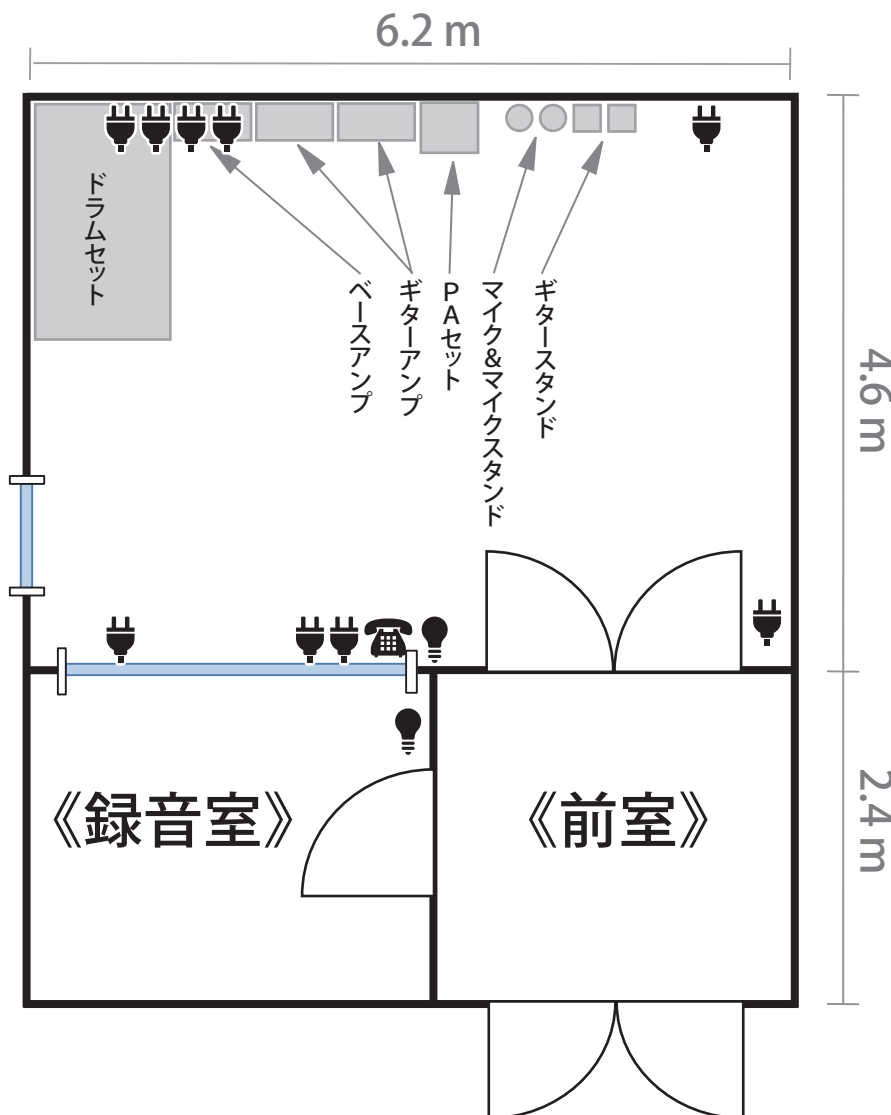 6.2 m
ドラムセット
ベースアンプ
ギターアンプ
PAセット
マイク&マイクスタンド
ギタースタンド
4.6 m
《録音室》
《前室》
2.4 m